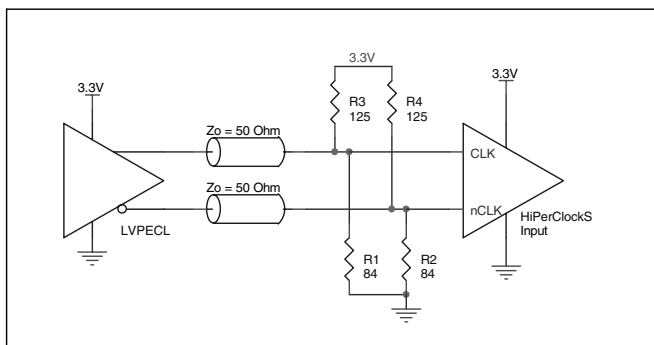 3.3V
3.3V
3.3V
R3
125
R4
125
Zo = 50 Ohm
CLK
Zo = 50 Ohm
nCLK
HiPerClockS
Input
LVPECL
R1
84
R2
84